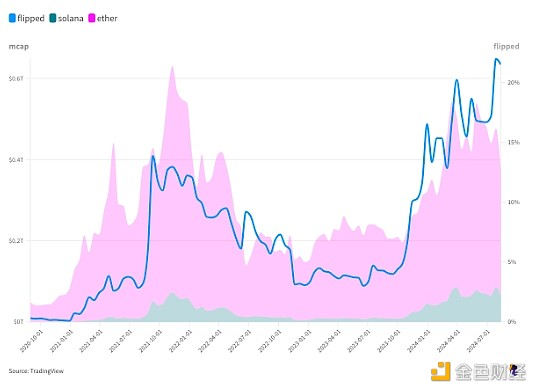 flipped solana ether
mcap flipped
$0.6T 20%
$0.4T 15%
10%
$0.2T
5%
$0T 0%
2020-10-01 2021-01-01 2021-04-01 2021-07-01 2021-10-01 2022-01-01 2022-04-01 2022-07-01 2022-10-01 2023-01-01 2023-04-01 2023-07-01 2023-10-01 2024-01-01 2024-04-01 2024-07-01
Source: TradingView
金色财经